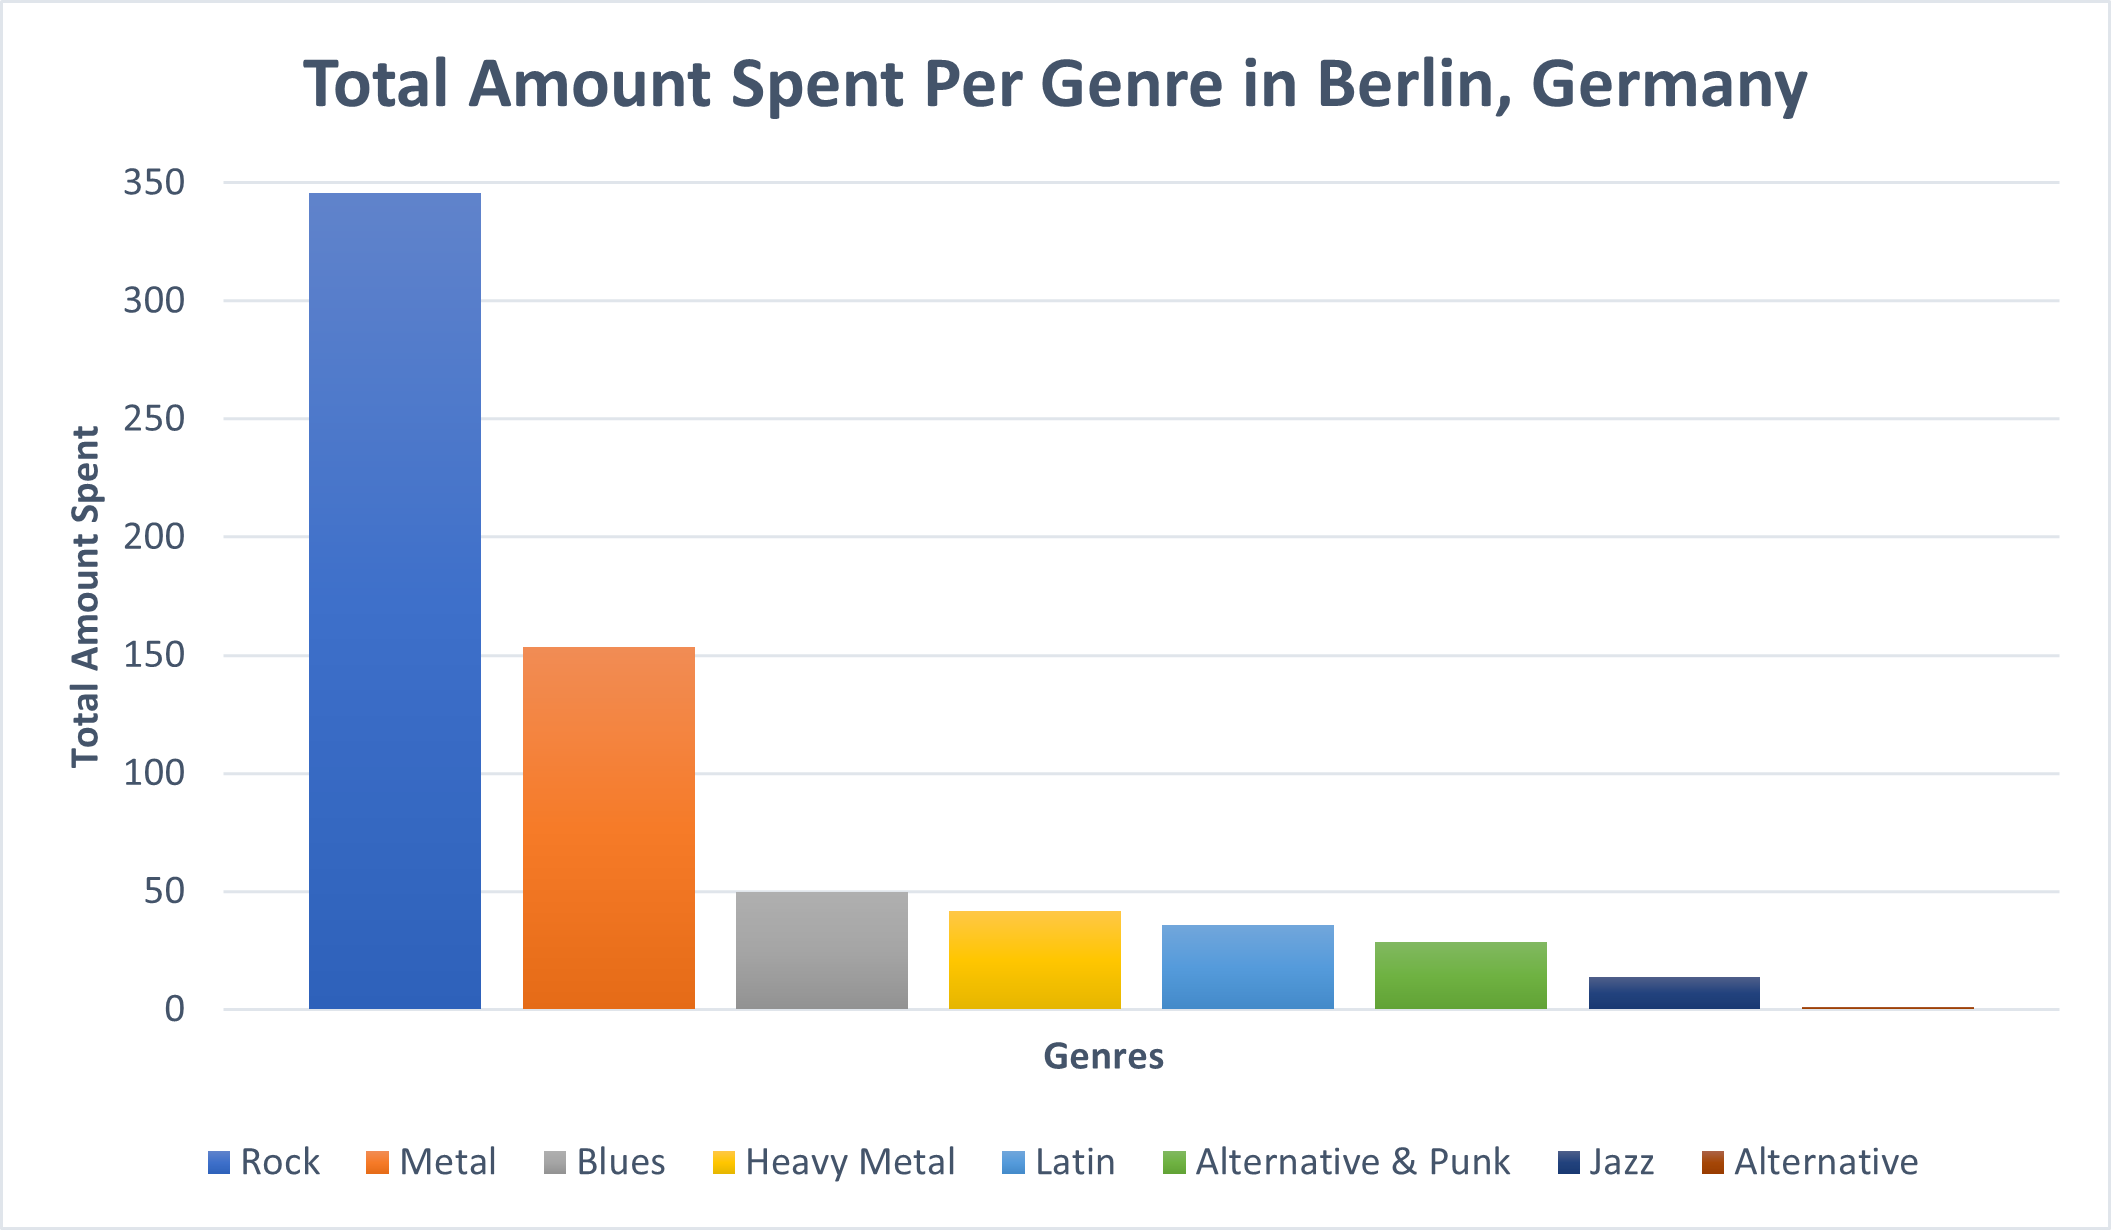 Total Amount Spent Per Genre in Berlin, Germany
Total Amount Spent
350
300
250
200
150
100
50
0
Genres
Rock Metal Blues Heavy Metal Latin Alternative & Punk Jazz Alternative